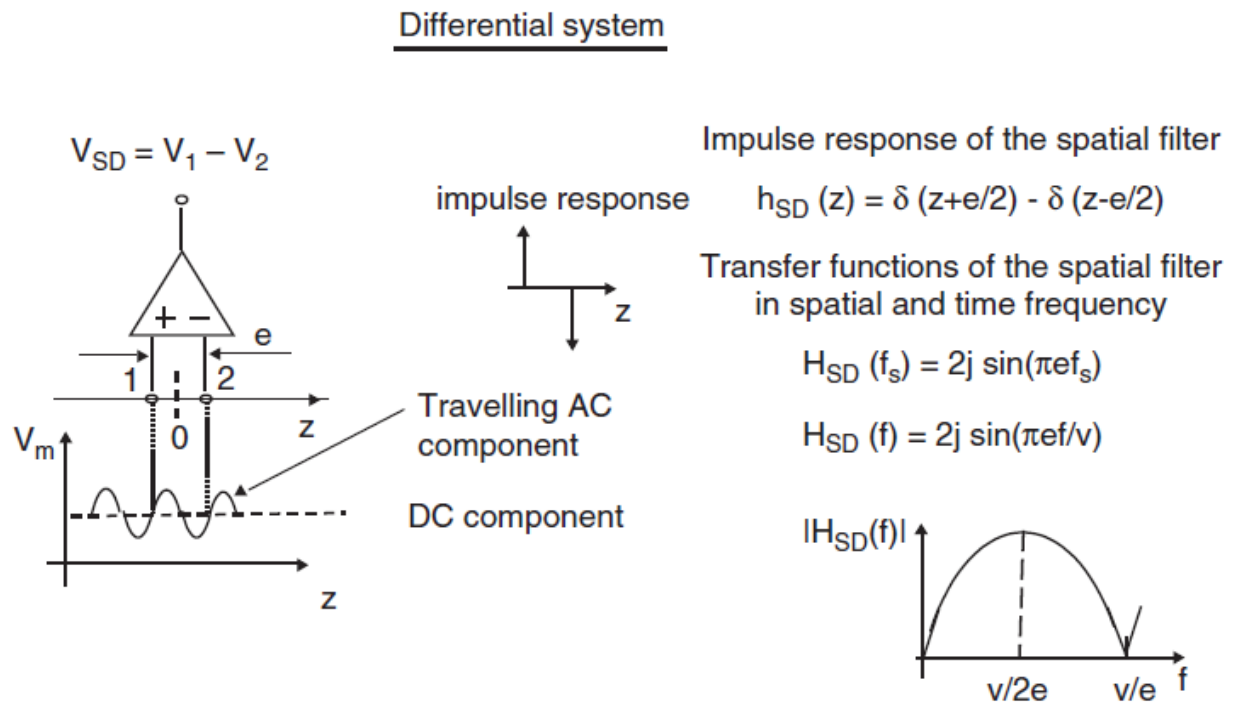 Differential system
V_SD = V_1 – V_2
+ –
e
1
2
0
z
V_m
z
Travelling AC
component
DC component
impulse response
z
Impulse response of the spatial filter
h_SD (z) = δ (z+e/2) - δ (z-e/2)
Transfer functions of the spatial filter
in spatial and time frequency
H_SD (f_s) = 2j sin(πef_s)
H_SD (f) = 2j sin(πef/v)
|H_SD(f)|
v/2e
v/e
f